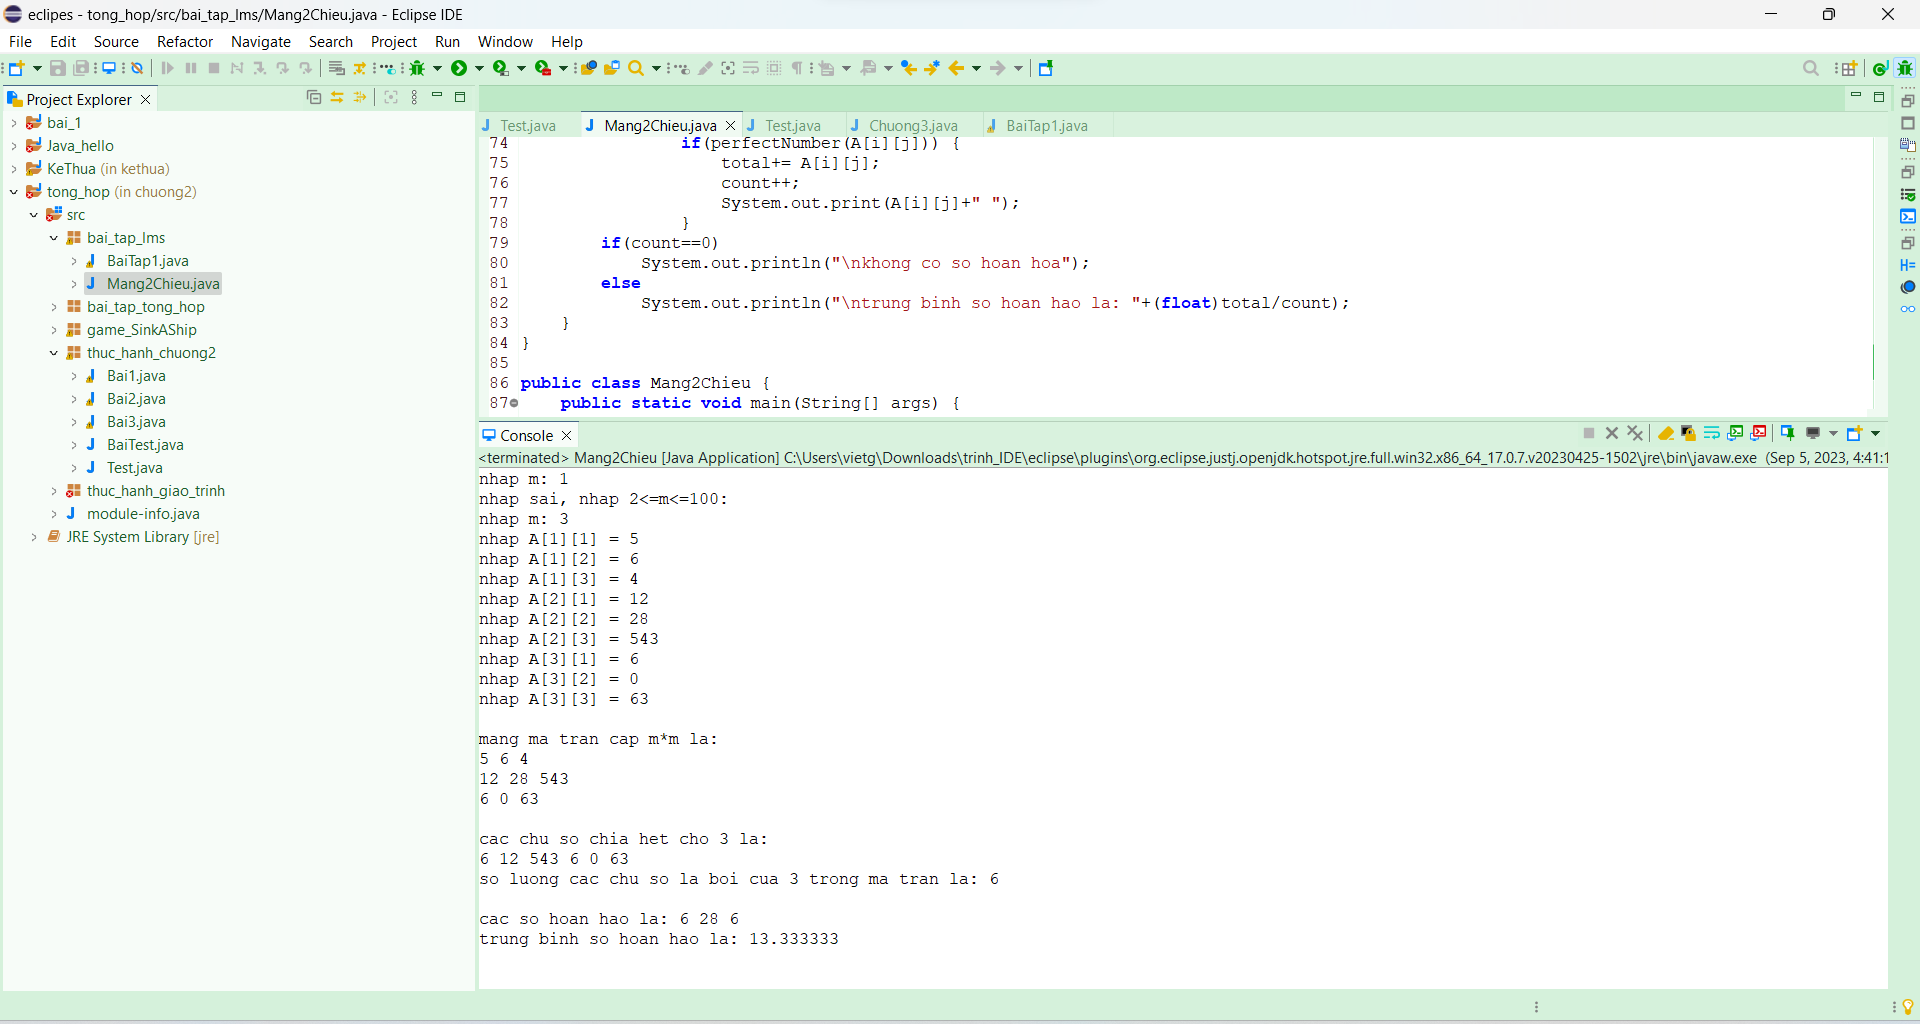 eclipes - tong_hop/src/bai_tap_lms/Mang2Chieu.java - Eclipse IDE
File Edit Source Refactor Navigate Search Project Run Window Help
Project Explorer
bai_1
Java_hello
KeThua (in kethua)
tong_hop (in chuong2)
src
bai_tap_lms
BaiTap1.java
Mang2Chieu.java
bai_tap_tong_hop
game_SinkAShip
thuc_hanh_chuong2
Bai1.java
Bai2.java
Bai3.java
BaiTest.java
Test.java
thuc_hanh_giao_trinh
module-info.java
JRE System Library [jre]
Test.java Mang2Chieu.java Test.java Chuong3.java BaiTap1.java
74 if(perfectNumber(A[i][j])) {
75 total+= A[i][j];
76 count++;
77 System.out.print(A[i][j]+" ");
78 }
79 if(count==0)
80 System.out.println("\nkhong co so hoan hoa");
81 else
82 System.out.println("\ntrung binh so hoan hao la: "+(float)total/count);
83 }
84 }
85
86 public class Mang2Chieu {
87 public static void main(String[] args) {
Console
<terminated> Mang2Chieu [Java Application] C:\Users\vietg\Downloads\trinh_IDE\eclipse\plugins\org.eclipse.justj.openjdk.hotspot.jre.full.win32.x86_64_17.0.7.v20230425-1502\jre\bin\javaw.exe (Sep 5, 2023, 4:41:1
nhap m: 1
nhap sai, nhap 2<=m<=100:
nhap m: 3
nhap A[1][1] = 5
nhap A[1][2] = 6
nhap A[1][3] = 4
nhap A[2][1] = 12
nhap A[2][2] = 28
nhap A[2][3] = 543
nhap A[3][1] = 6
nhap A[3][2] = 0
nhap A[3][3] = 63
mang ma tran cap m*m la:
5 6 4
12 28 543
6 0 63
cac chu so chia het cho 3 la:
6 12 543 6 0 63
so luong cac chu so la boi cua 3 trong ma tran la: 6
cac so hoan hao la: 6 28 6
trung binh so hoan hao la: 13.333333